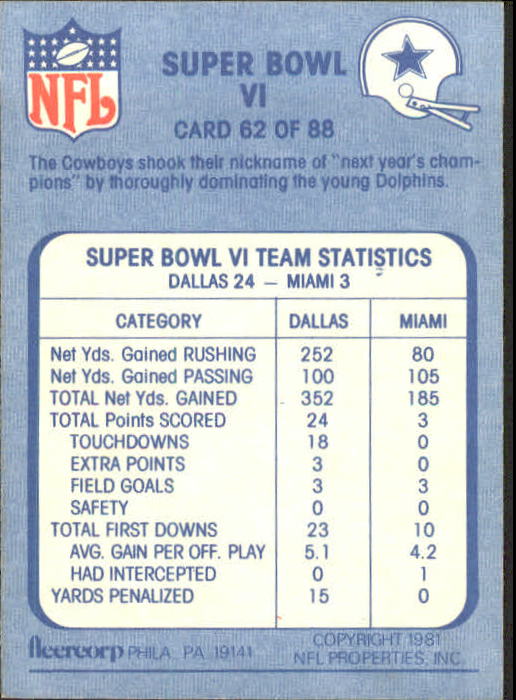 NFL
SUPER BOWL
VI
CARD 62 OF 88
The Cowboys shook their nickname of "next year's cham-
pions" by thoroughly dominating the young Dolphins.
SUPER BOWL VI TEAM STATISTICS
DALLAS 24 — MIAMI 3
CATEGORY DALLAS MIAMI
Net Yds. Gained RUSHING 252 80
Net Yds. Gained PASSING 100 105
TOTAL Net Yds. GAINED 352 185
TOTAL Points SCORED 24 3
TOUCHDOWNS 18 0
EXTRA POINTS 3 0
FIELD GOALS 3 3
SAFETY 0 0
TOTAL FIRST DOWNS 23 10
AVG. GAIN PER OFF. PLAY 5.1 4.2
HAD INTERCEPTED 0 1
YARDS PENALIZED 15 0
fleercorp PHILA. PA. 19141
COPYRIGHT 1981
NFL PROPERTIES, INC.